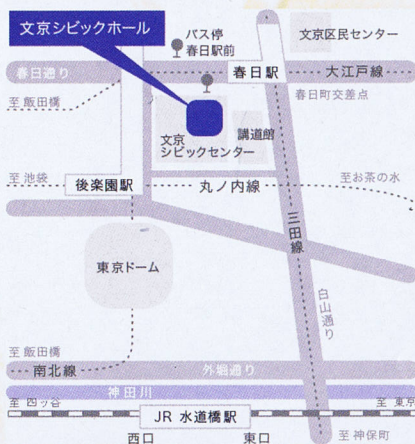 文京シビックホール
バス停
春日駅前
文京区民センター
春日通り
春日駅
大江戸線
至 飯田橋
春日町交差点
文京
シビックセンター
講道館
至 池袋
後楽園駅
丸ノ内線
至お茶の水
三田線
東京ドーム
白山通り
至 飯田橋
南北線
外堀通り
神田川
至 四ッ谷
至 東京
JR 水道橋駅
西口
東口
至 神保町